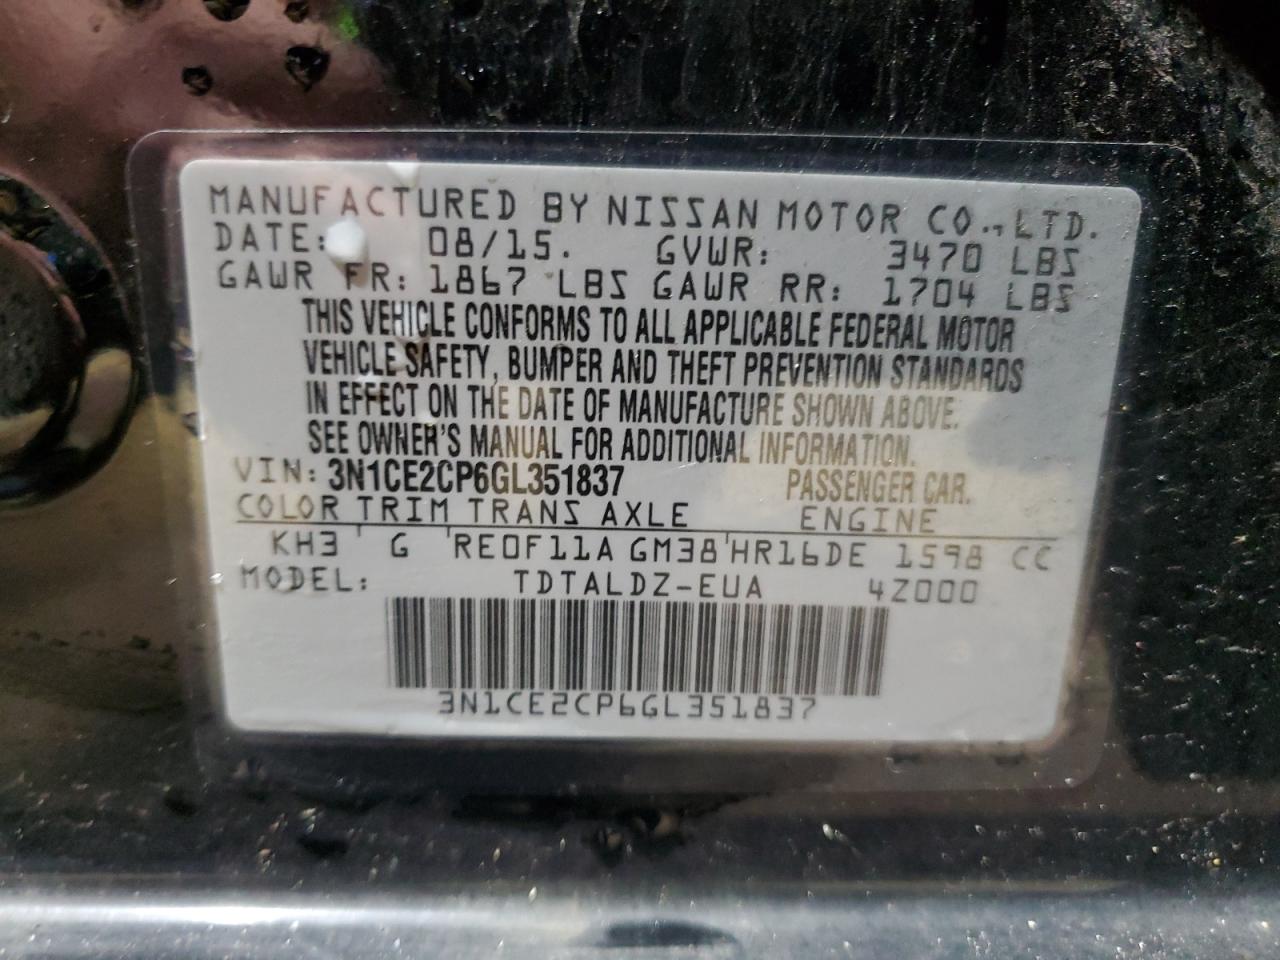 MANUFACTURED BY NISSAN MOTOR CO., LTD.
DATE: 08/15. GVWR: 3470 LBS
GAWR FR: 1867 LBS GAWR RR: 1704 LBS
THIS VEHICLE CONFORMS TO ALL APPLICABLE FEDERAL MOTOR
VEHICLE SAFETY, BUMPER AND THEFT PREVENTION STANDARDS
IN EFFECT ON THE DATE OF MANUFACTURE SHOWN ABOVE.
SEE OWNER'S MANUAL FOR ADDITIONAL INFORMATION.
VIN: 3N1CE2CP6GL351837 PASSENGER CAR.
COLOR TRIM TRANS AXLE ENGINE
KH3 G RE0F11A GM38 HR16DE 1598 CC
MODEL: TDTALDZ-EUA 4Z000
3N1CE2CP6GL351837